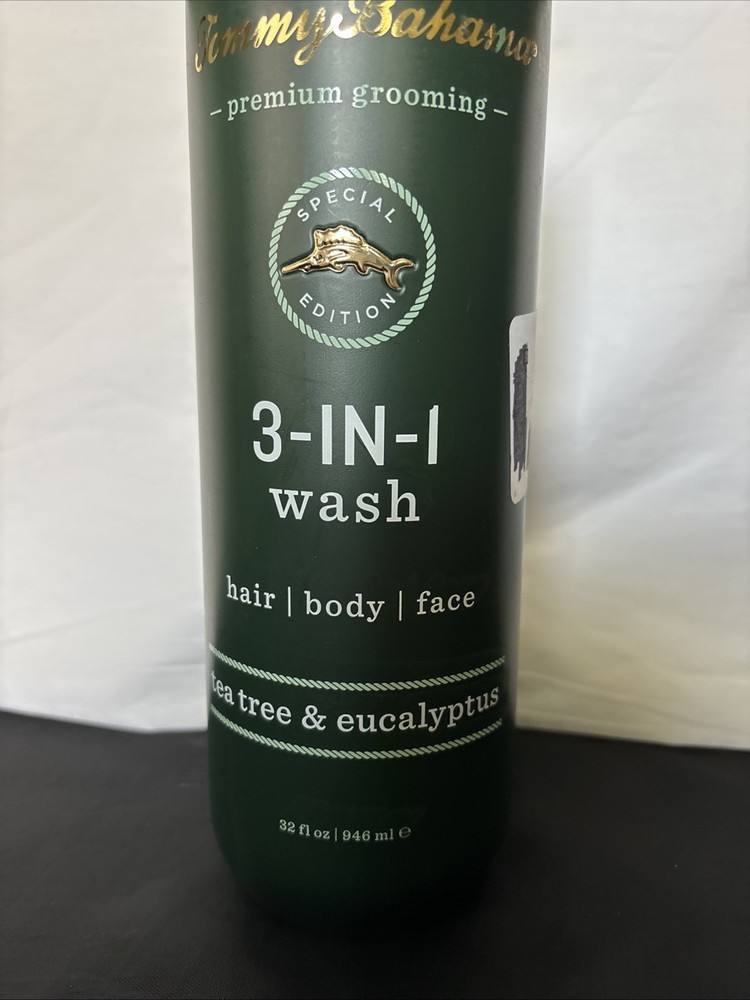 Tommy Bahama
– premium grooming –
SPECIAL
EDITION
3-IN-1
wash
hair | body | face
tea tree & eucalyptus
32 fl oz | 946 ml ℮